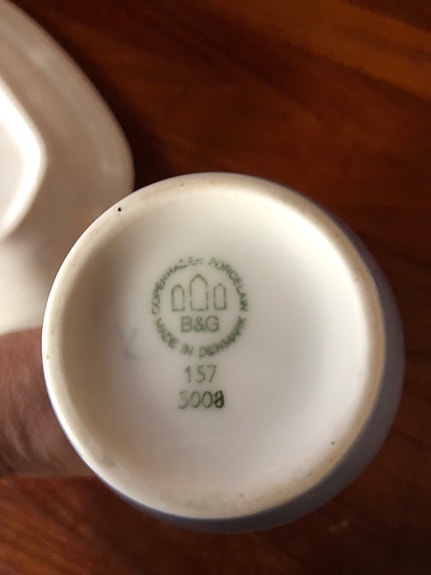 COPENHAGEN PORCELAIN
B&G
MADE IN DENMARK
157
5008